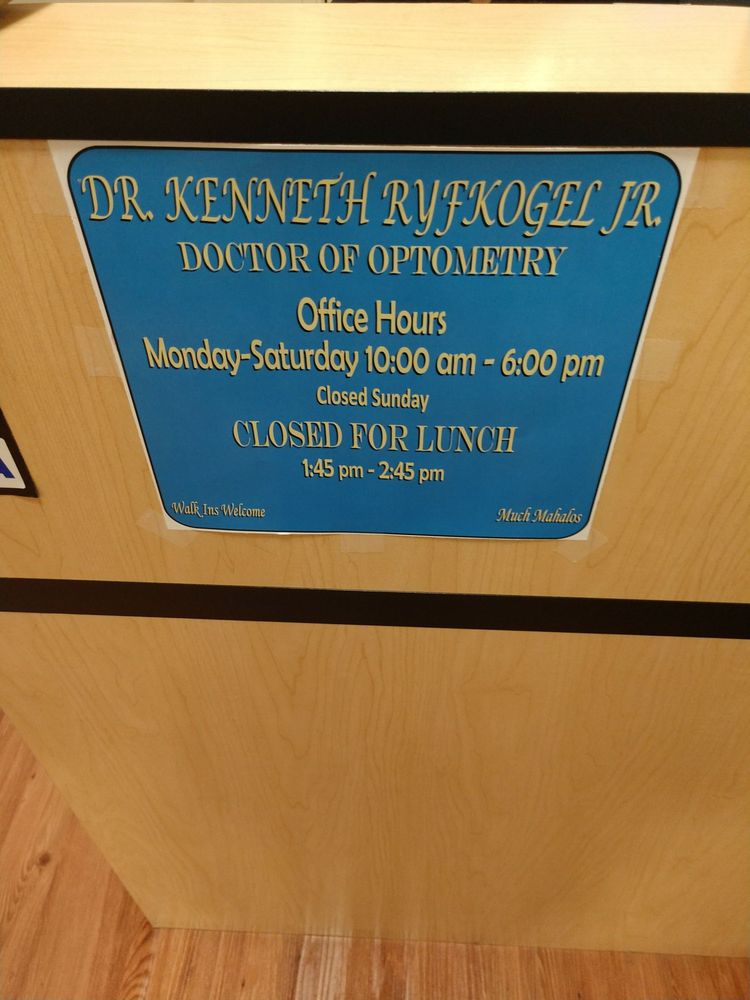 DR. KENNETH RYFKOGEL JR.
DOCTOR OF OPTOMETRY
Office Hours
Monday-Saturday 10:00 am - 6:00 pm
Closed Sunday
CLOSED FOR LUNCH
1:45 pm - 2:45 pm
Walk Ins Welcome
Much Mahalos
A